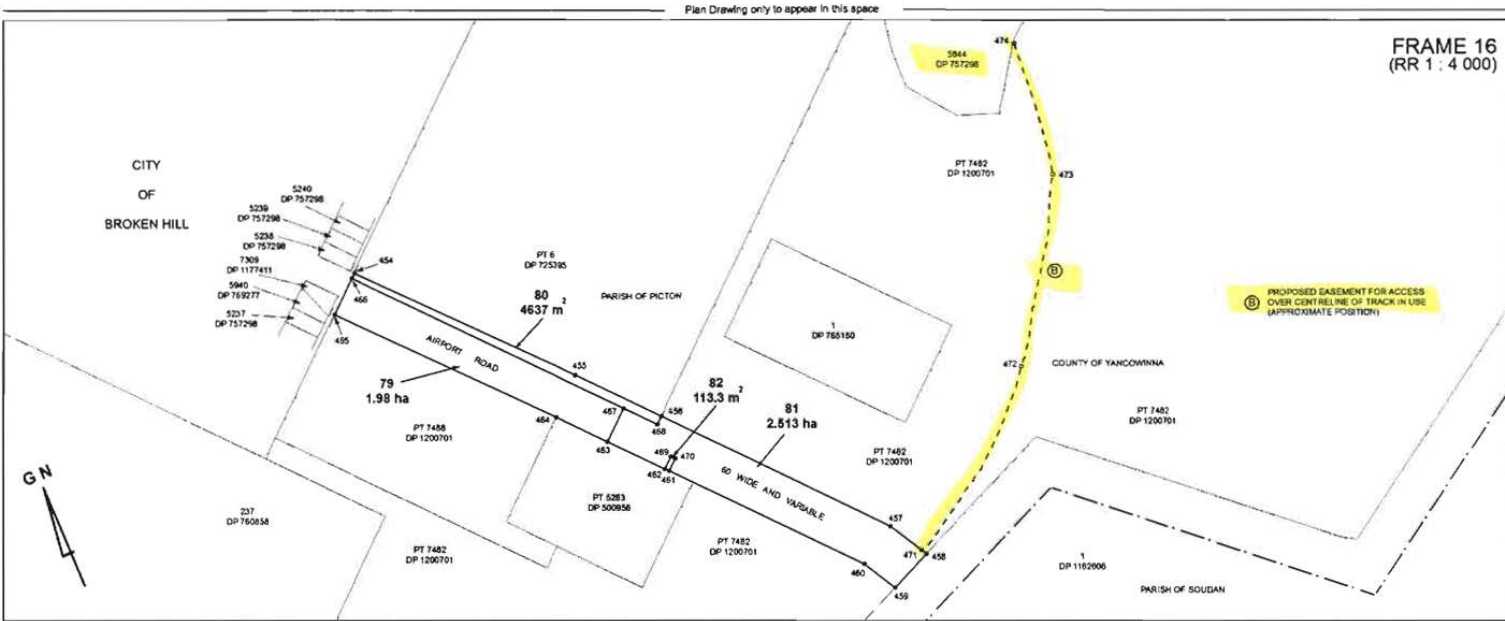 Plan Drawing only to appear in this space
FRAME 16
(RR 1 : 4 000)
474
5844
DP 757298
CITY
OF
BROKEN HILL
PT 7482
DP 1200701
473
5240
DP 757298
5239
DP 757298
5238
DP 757298
7309
DP 1177411
5940
DP 769277
5237
DP 757298
454
466
495
PT 6
DP 725395
PARISH OF PICTON
80
4637 m²
B
B PROPOSED EASEMENT FOR ACCESS
OVER CENTRELINE OF TRACK IN USE
(APPROXIMATE POSITION)
1
DP 765150
AIRPORT ROAD
455
472
COUNTY OF YANCOWINNA
79
1.98 ha
82
113.3 m²
81
2.513 ha
467
456
468
464
463
PT 7482
DP 1200701
PT 7488
DP 1200701
469
470
462
461
60 WIDE AND VARIABLE
PT 7482
DP 1200701
G N
PT 5263
DP 500956
237
DP 760858
457
PT 7482
DP 1200701
PT 7482
DP 1200701
471
458
460
459
1
DP 1182606
PARISH OF SOUDAN